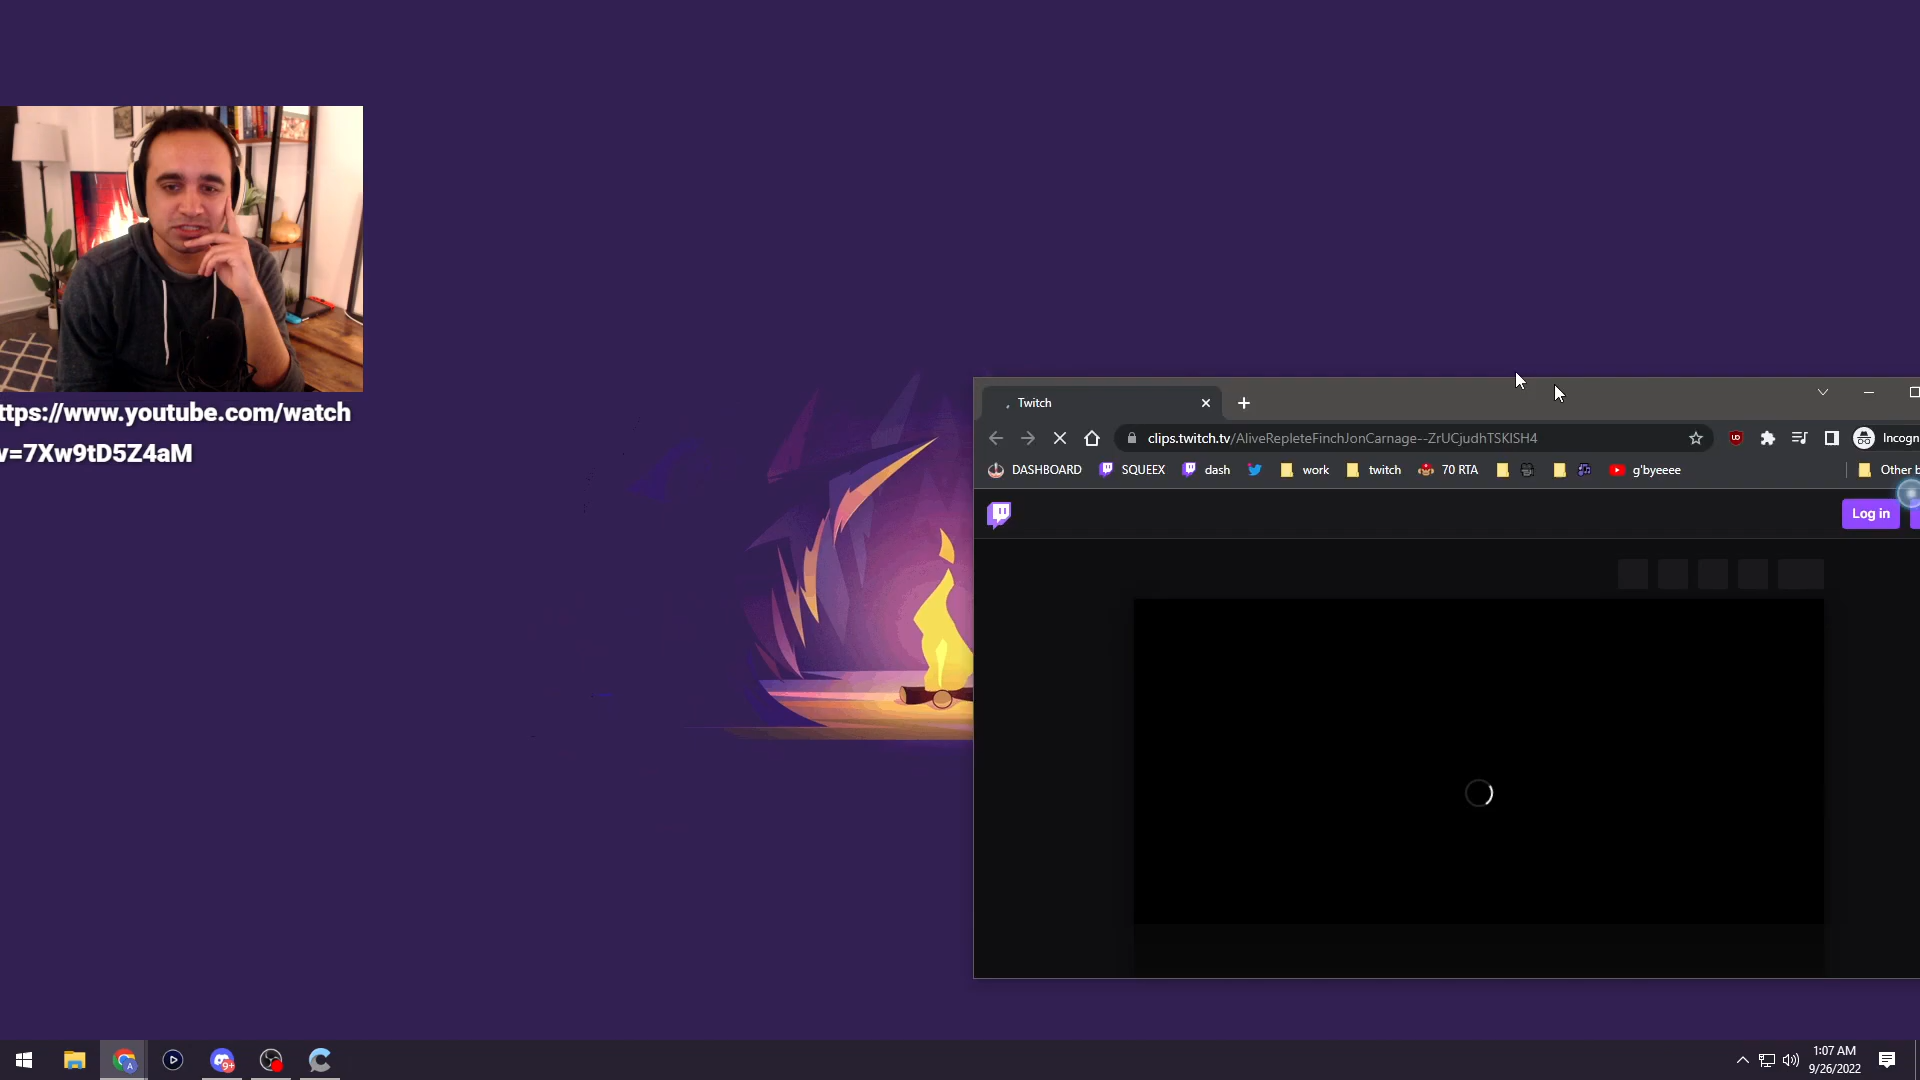 ttps://www.youtube.com/watch
v=7Xw9tD5Z4aM
Twitch
clips.twitch.tv/AliveRepleteFinchJonCarnage--ZrUCjudhTSKISH4
Incogn
DASHBOARD SQUEEX dash work twitch 70 RTA g'byeeee Other b
Log in
9+
1:07 AM
9/26/2022